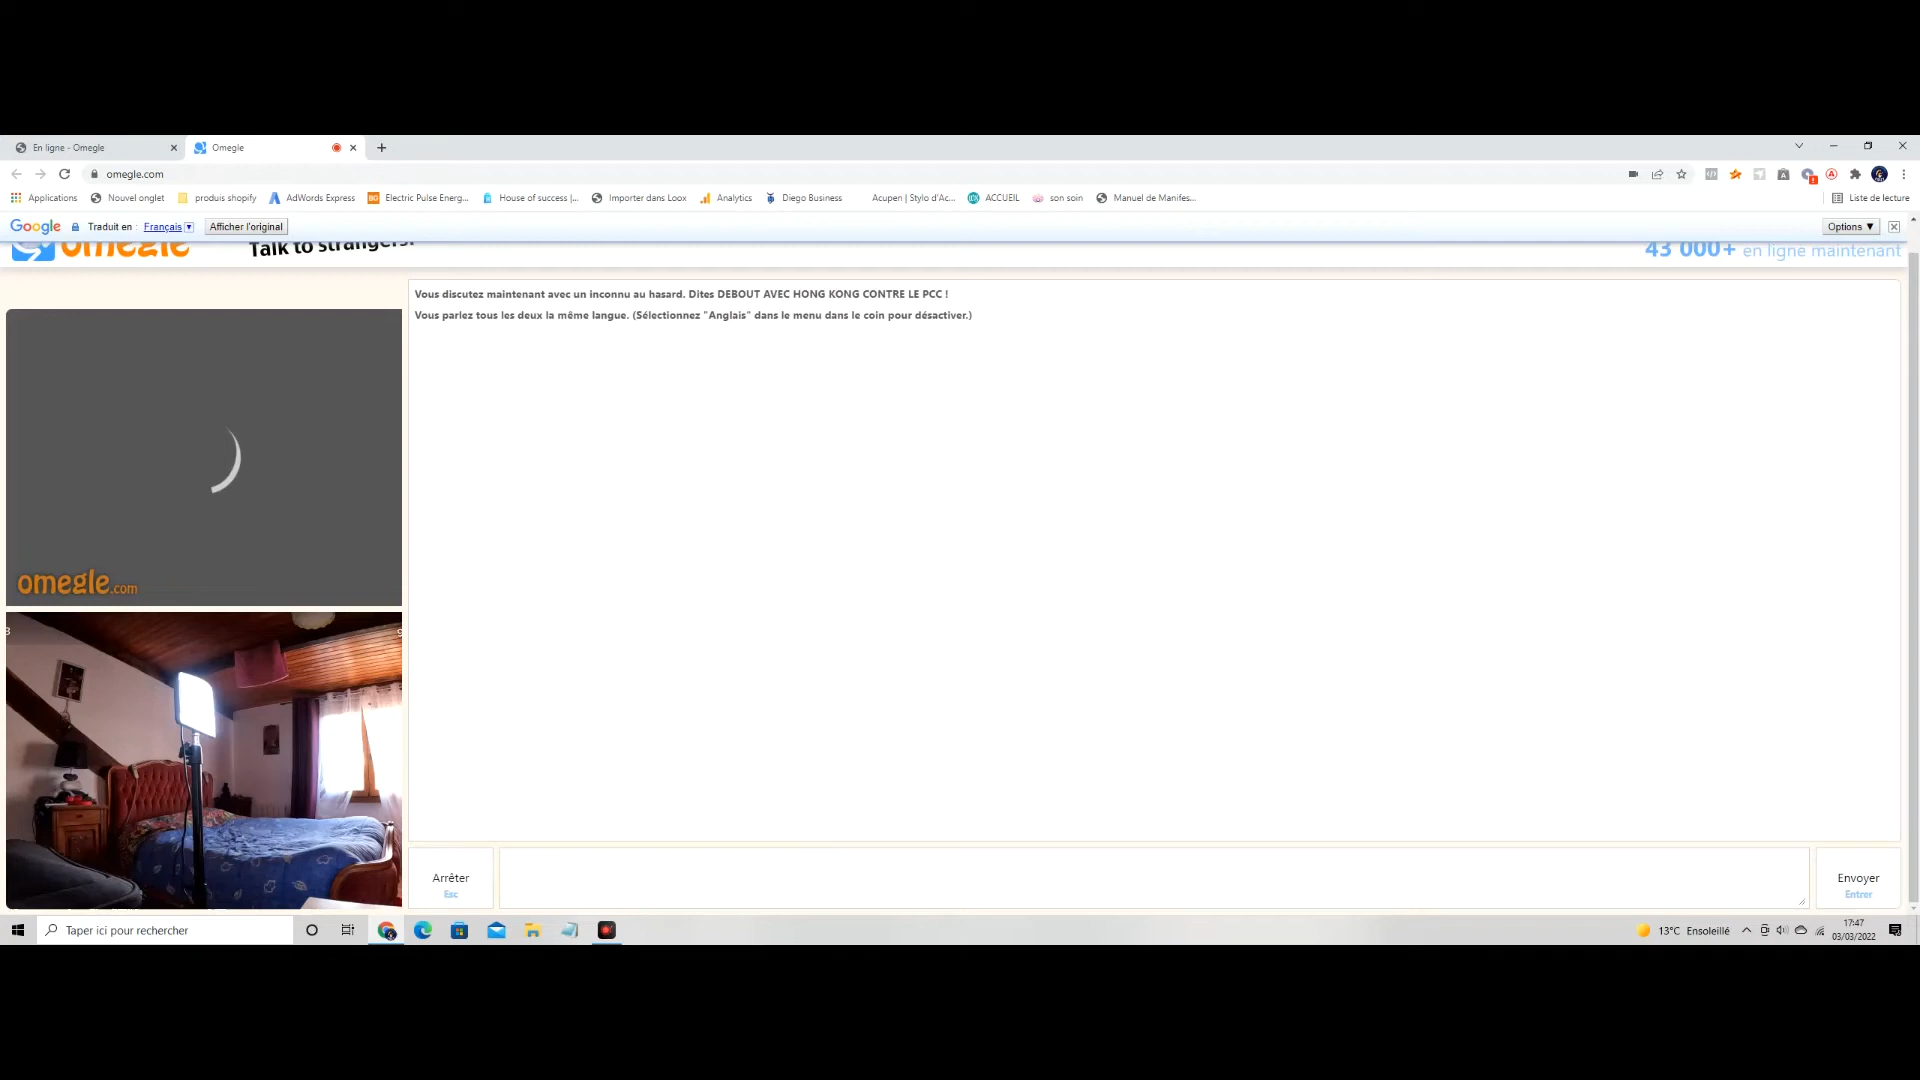 En ligne - Omegle
Omegle
omegle.com
Applications
Nouvel onglet
produis shopify
AdWords Express
Electric Pulse Energ...
House of success |...
Importer dans Loox
Analytics
Diego Business
Acupen | Stylo d'Ac...
ACCUEIL
son soin
Manuel de Manifes...
Liste de lecture
Google
Traduit en :
Français
Afficher l'original
Options ▼
omegle
Talk to strangers!
43 000+ en ligne maintenant
Vous discutez maintenant avec un inconnu au hasard. Dites DEBOUT AVEC HONG KONG CONTRE LE PCC !
Vous parlez tous les deux la même langue. (Sélectionnez "Anglais" dans le menu dans le coin pour désactiver.)
omegle.com
Arrêter
Esc
Envoyer
Entrer
Taper ici pour rechercher
13°C Ensoleillé
17:47
03/03/2022